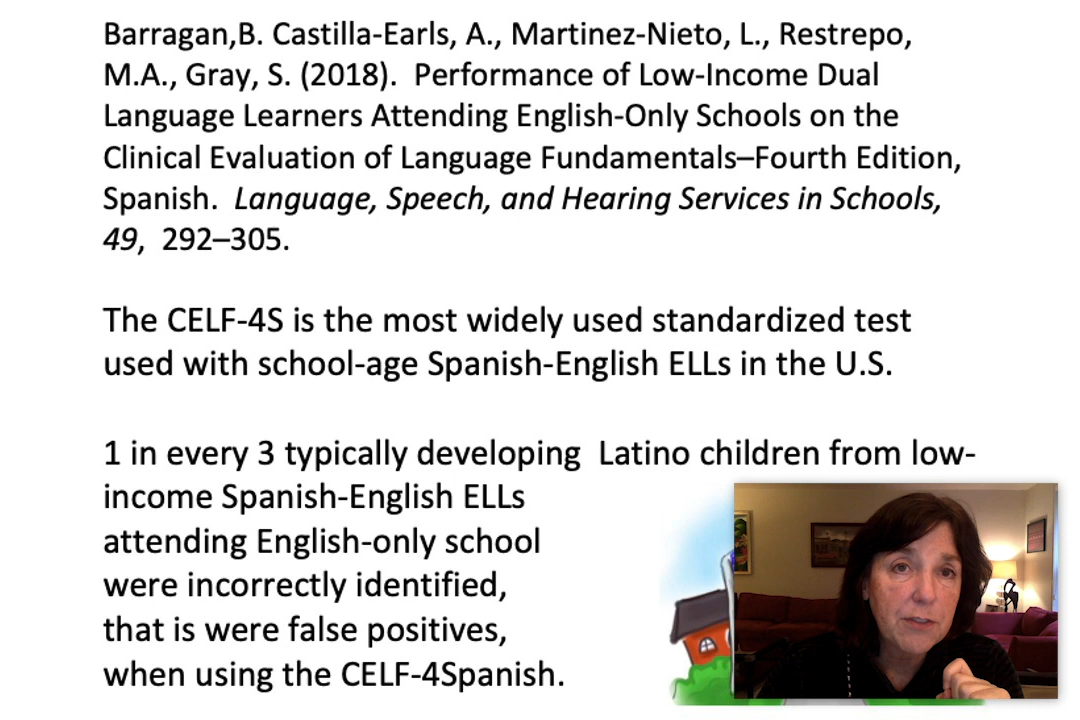 Barragan,B. Castilla-Earls, A., Martinez-Nieto, L., Restrepo,
M.A., Gray, S. (2018).  Performance of Low-Income Dual
Language Learners Attending English-Only Schools on the
Clinical Evaluation of Language Fundamentals–Fourth Edition,
Spanish.  Language, Speech, and Hearing Services in Schools,
49,  292–305.
The CELF-4S is the most widely used standardized test
used with school-age Spanish-English ELLs in the U.S.
1 in every 3 typically developing  Latino children from low-
income Spanish-English ELLs
attending English-only school
were incorrectly identified,
that is were false positives,
when using the CELF-4Spanish.